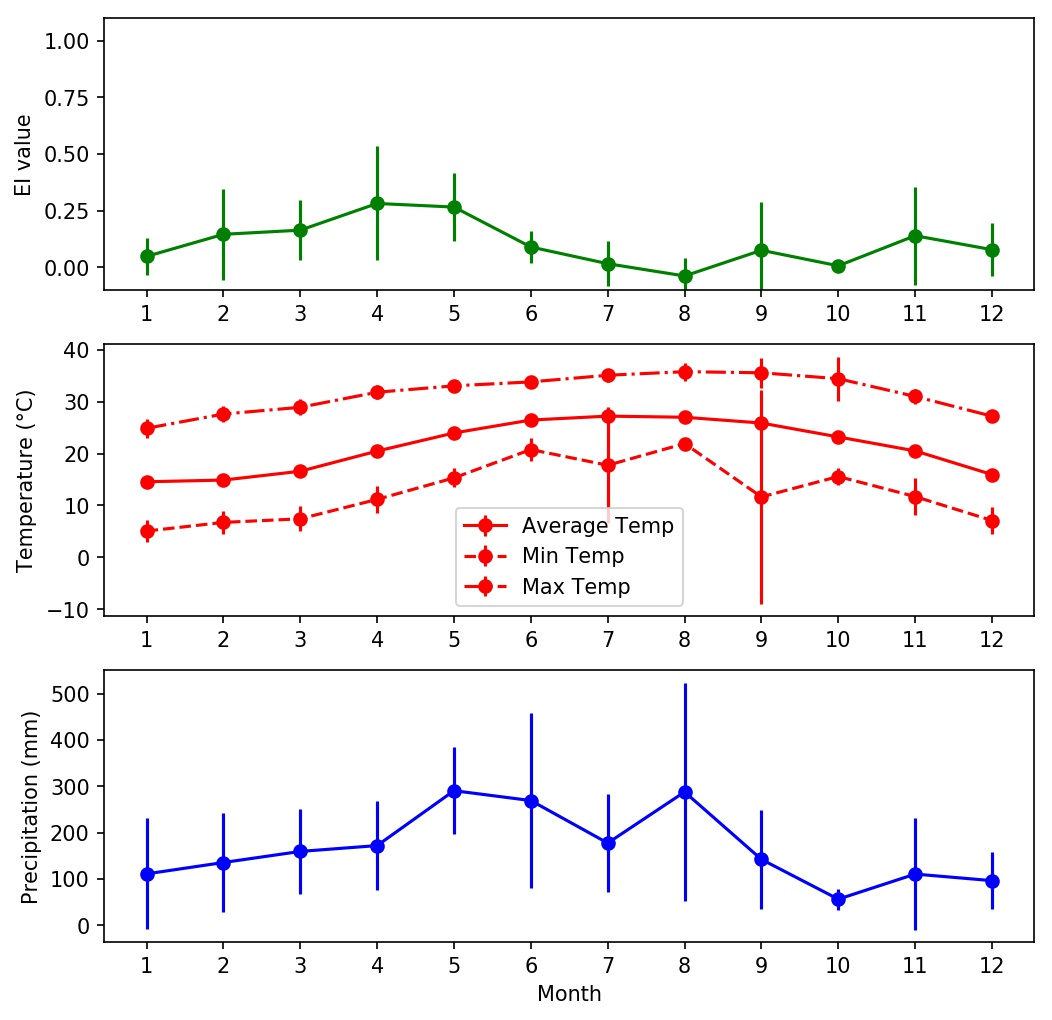 1.00
0.75
0.50
0.25
0.00
EI value
1 2 3 4 5 6 7 8 9 10 11 12
40
30
20
10
0
−10
Temperature (°C)
Average Temp
Min Temp
Max Temp
1 2 3 4 5 6 7 8 9 10 11 12
500
400
300
200
100
0
Precipitation (mm)
1 2 3 4 5 6 7 8 9 10 11 12
Month